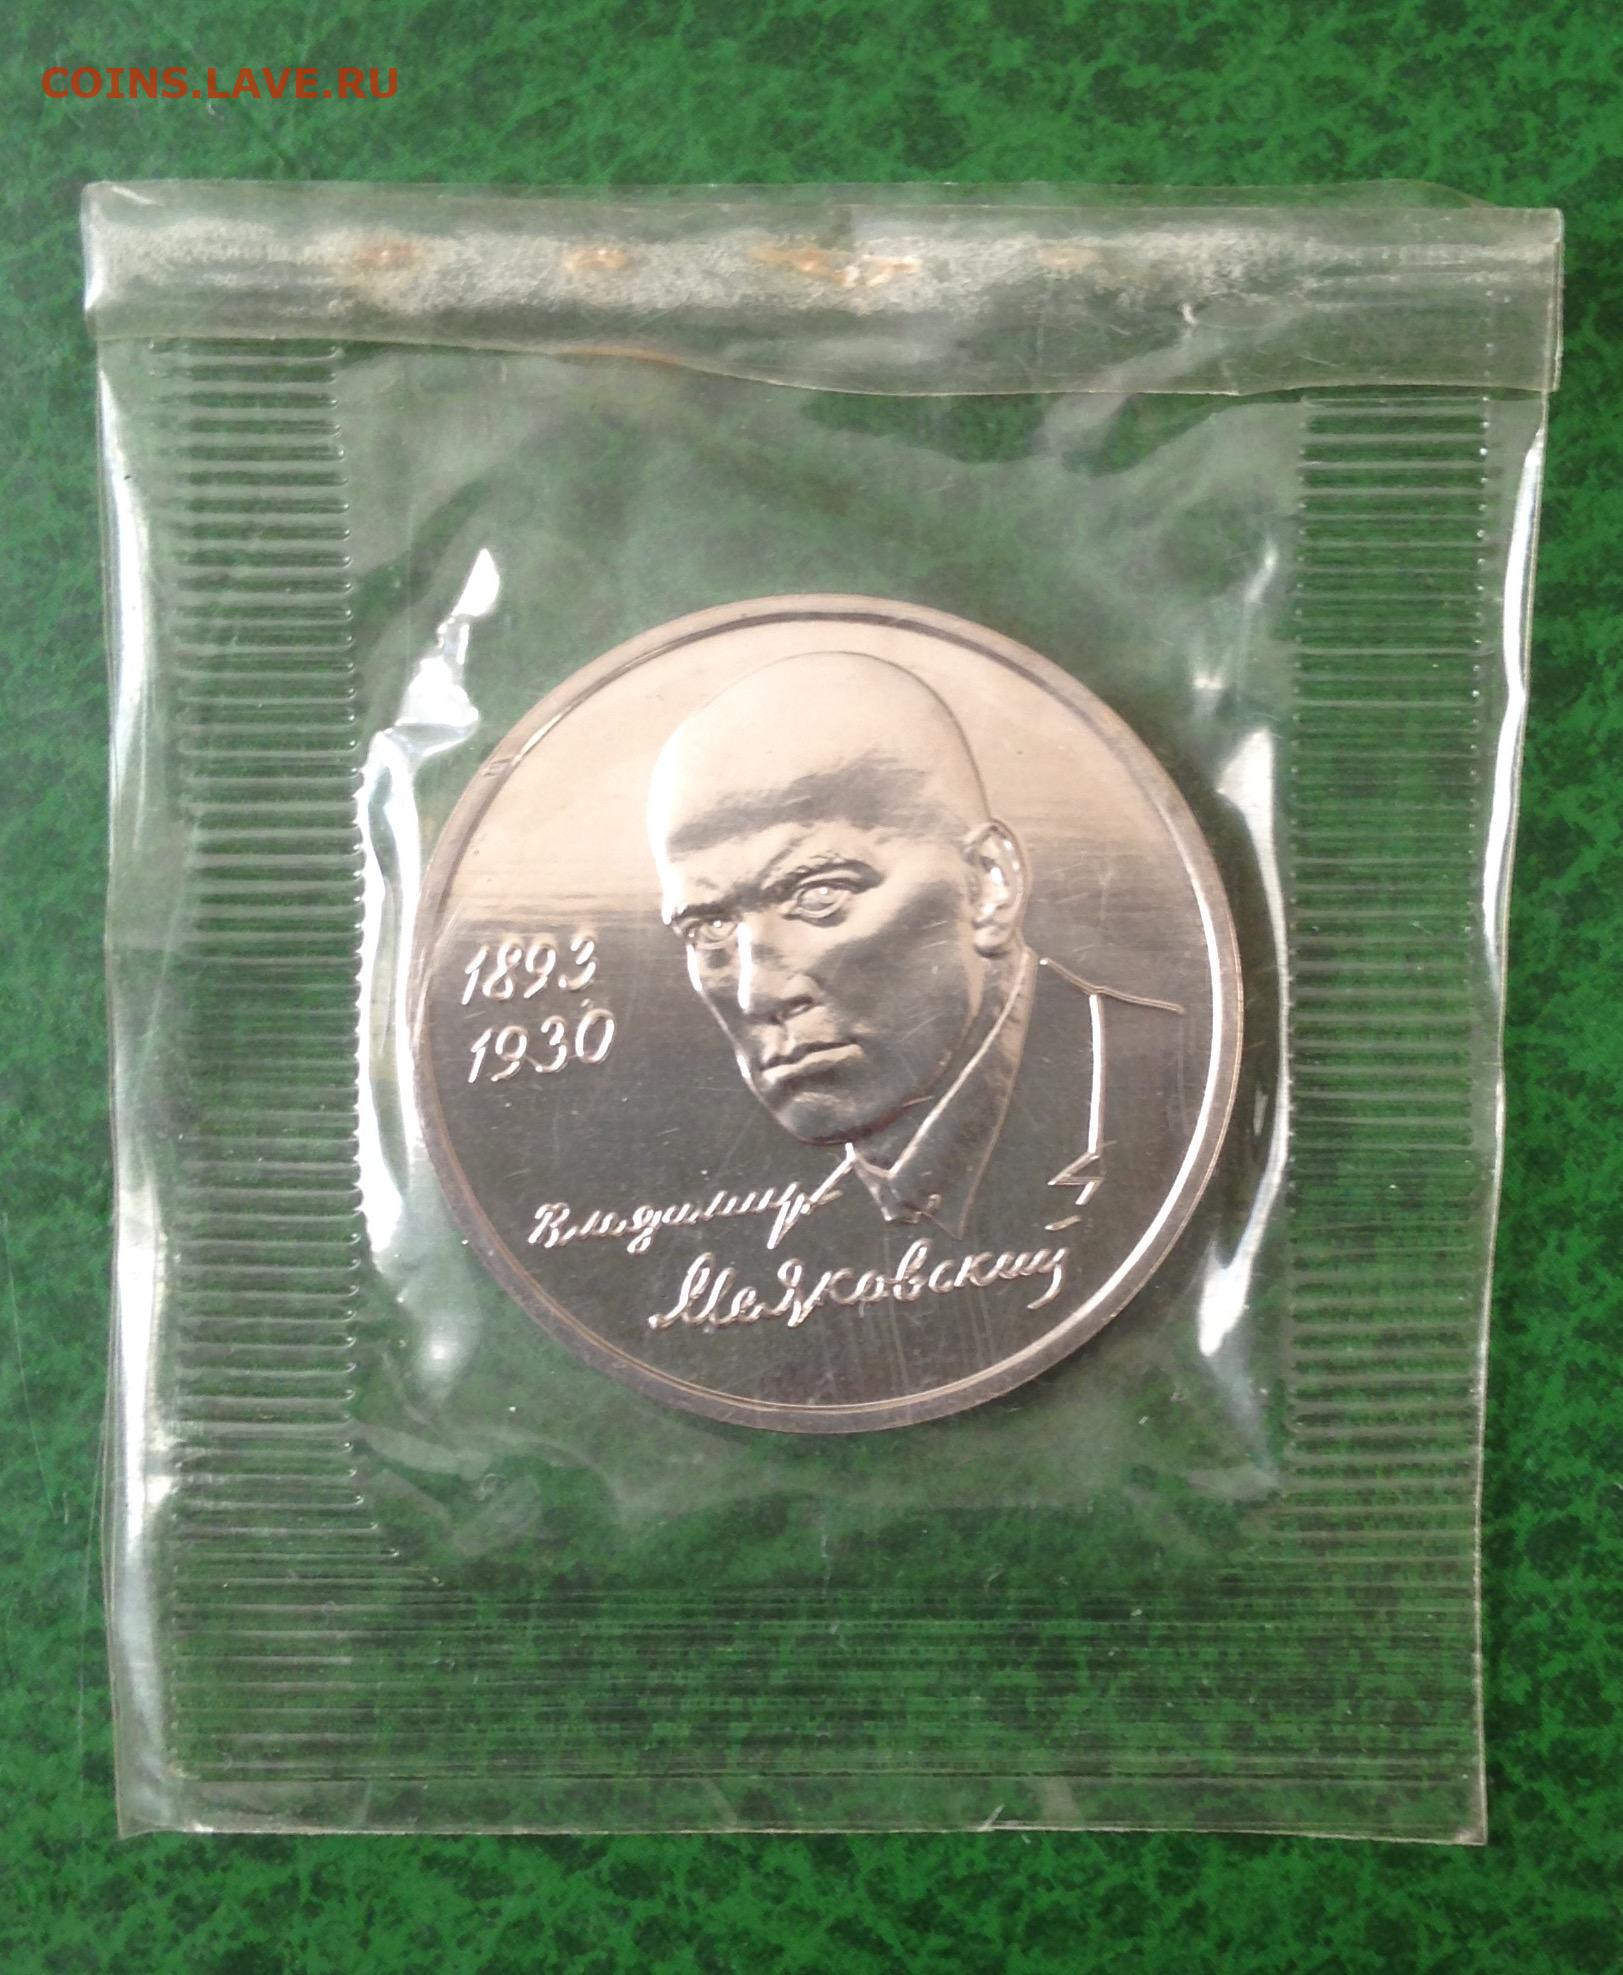 COINS.LAVE.RU
1893
1930
Владимир
Маяковский